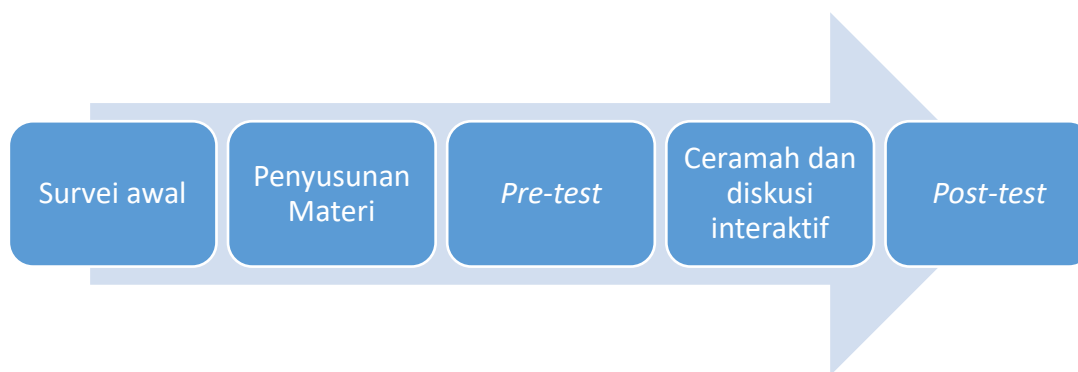 Survei awal
Penyusunan
Materi
Pre-test
Ceramah dan
diskusi
interaktif
Post-test